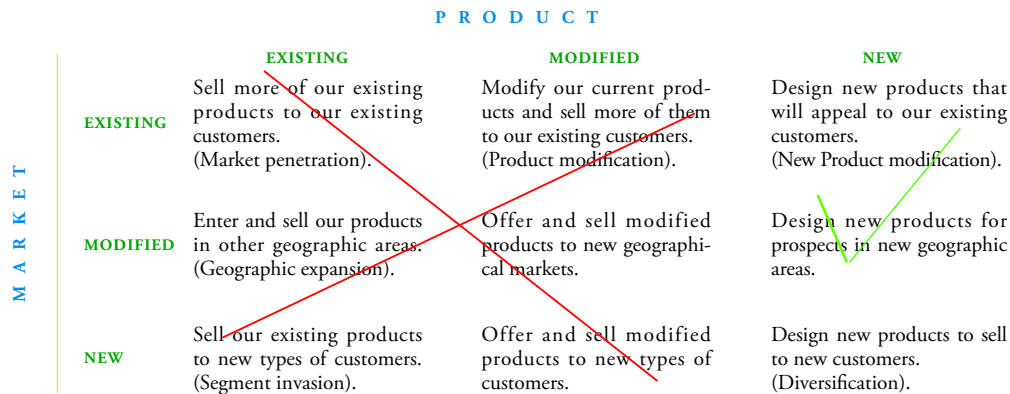 PRODUCT
EXISTING
MODIFIED
NEW
MARKET
EXISTING
Sell more of our existing
products to our existing
customers.
(Market penetration).
Modify our current prod-
ucts and sell more of them
to our existing customers.
(Product modification).
Design new products that
will appeal to our existing
customers.
(New Product modification).
MODIFIED
Enter and sell our products
in other geographic areas.
(Geographic expansion).
Offer and sell modified
products to new geographi-
cal markets.
Design new products for
prospects in new geographic
areas.
NEW
Sell our existing products
to new types of customers.
(Segment invasion).
Offer and sell modified
products to new types of
customers.
Design new products to sell
to new customers.
(Diversification).